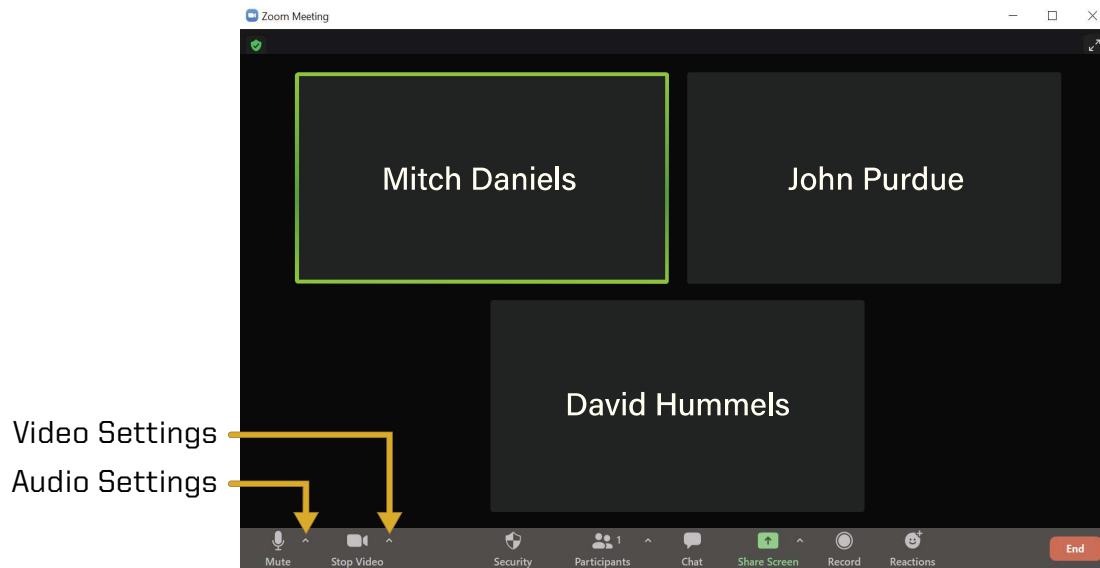 Zoom Meeting
Mitch Daniels
John Purdue
David Hummels
Video Settings
Audio Settings
1
Mute
Stop Video
Security
Participants
Chat
Share Screen
Record
Reactions
End